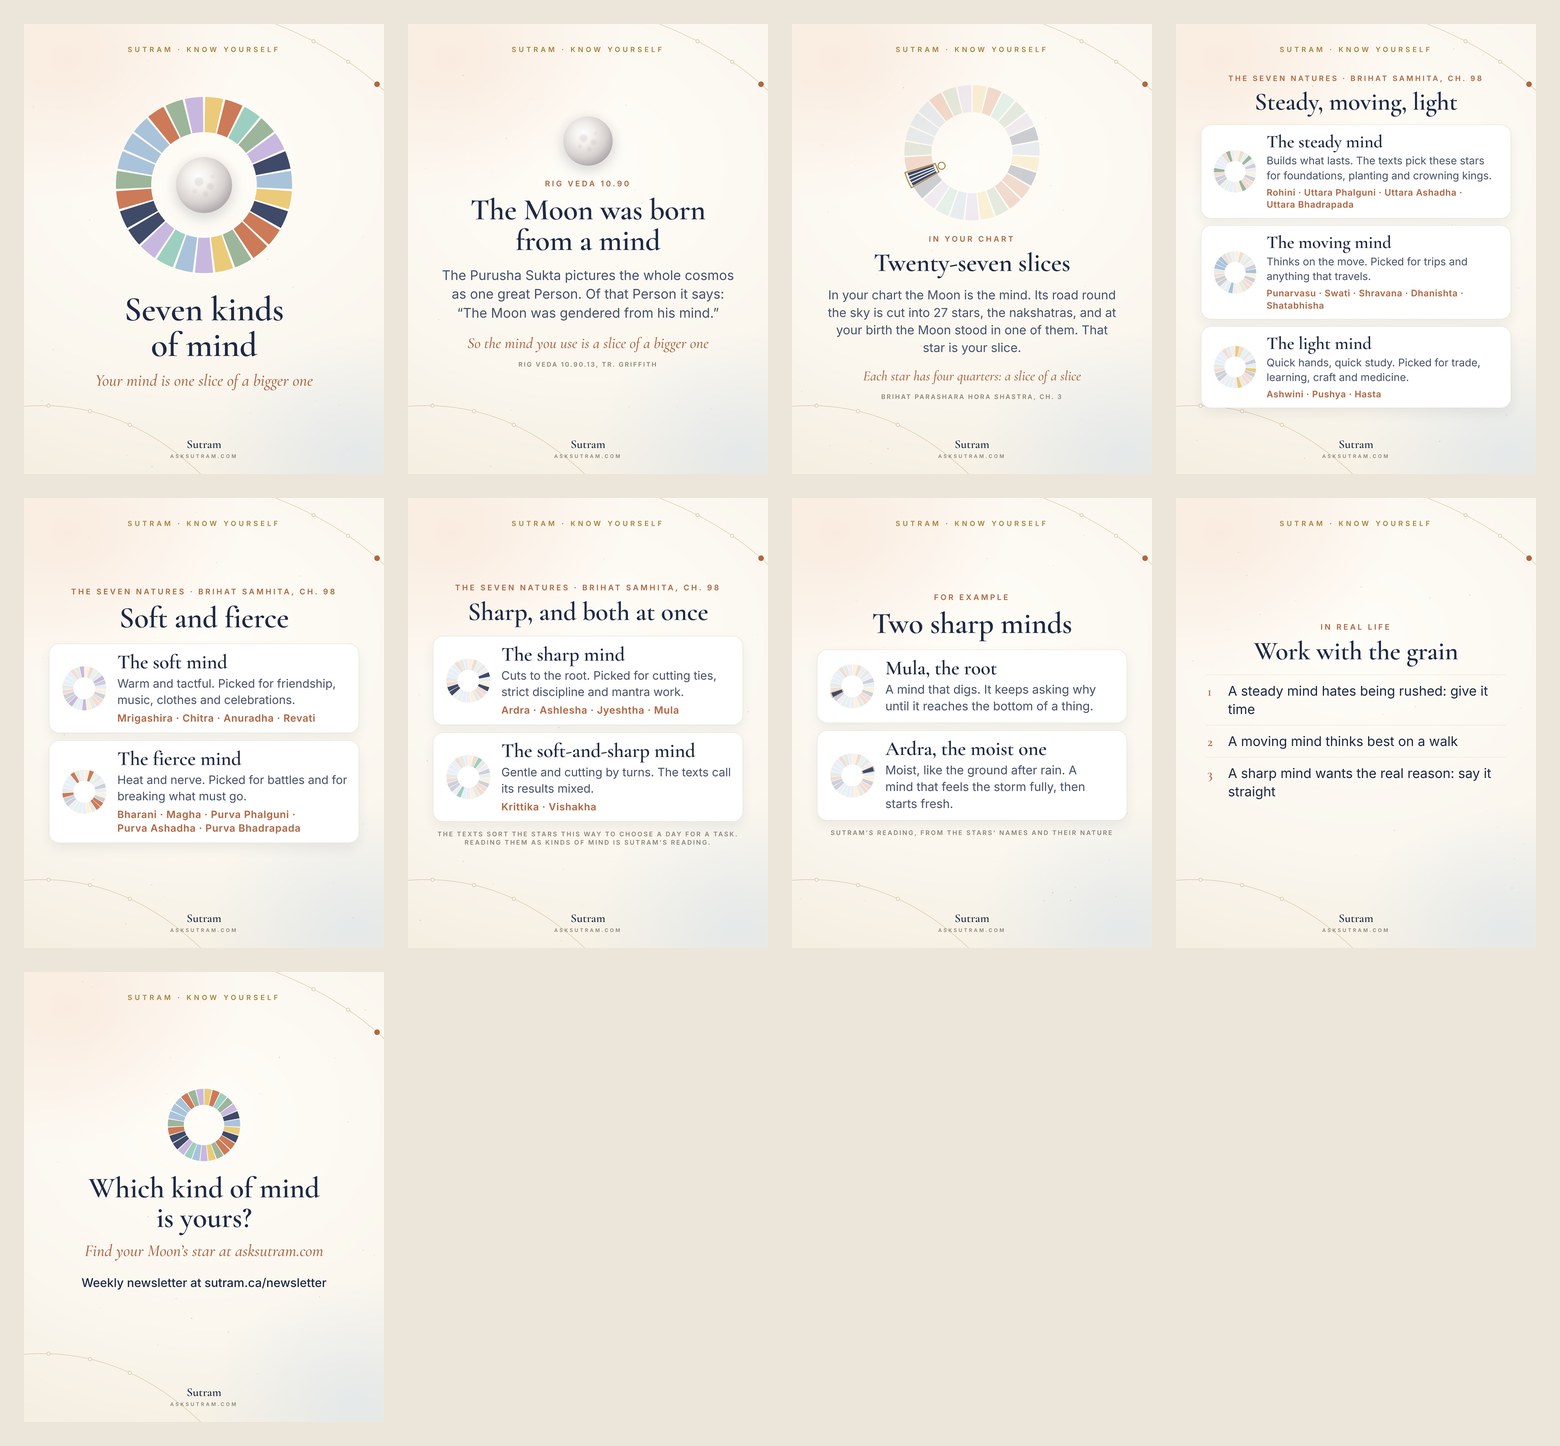 SUTRAM · KNOW YOURSELF
Seven kinds
of mind
Your mind is one slice of a bigger one
Sutram
ASKSUTRAM.COM
SUTRAM · KNOW YOURSELF
RIG VEDA 10.90
The Moon was born
from a mind
The Purusha Sukta pictures the whole cosmos
as one great Person. Of that Person it says:
“The Moon was gendered from his mind.”
So the mind you use is a slice of a bigger one
RIG VEDA 10.90.13, TR. GRIFFITH
Sutram
ASKSUTRAM.COM
SUTRAM · KNOW YOURSELF
IN YOUR CHART
Twenty-seven slices
In your chart the Moon is the mind. Its road round
the sky is cut into 27 stars, the nakshatras, and at
your birth the Moon stood in one of them. That
star is your slice.
Each star has four quarters: a slice of a slice
BRIHAT PARASHARA HORA SHASTRA, CH. 3
Sutram
ASKSUTRAM.COM
SUTRAM · KNOW YOURSELF
THE SEVEN NATURES · BRIHAT SAMHITA, CH. 98
Steady, moving, light
The steady mind
Builds what lasts. The texts pick these stars
for foundations, planting and crowning kings.
Rohini · Uttara Phalguni · Uttara Ashadha ·
Uttara Bhadrapada
The moving mind
Thinks on the move. Picked for trips and
anything that travels.
Punarvasu · Swati · Shravana · Dhanishta ·
Shatabhisha
The light mind
Quick hands, quick study. Picked for trade,
learning, craft and medicine.
Ashwini · Pushya · Hasta
Sutram
ASKSUTRAM.COM
SUTRAM · KNOW YOURSELF
THE SEVEN NATURES · BRIHAT SAMHITA, CH. 98
Soft and fierce
The soft mind
Warm and tactful. Picked for friendship,
music, clothes and celebrations.
Mrigashira · Chitra · Anuradha · Revati
The fierce mind
Heat and nerve. Picked for battles and for
breaking what must go.
Bharani · Magha · Purva Phalguni ·
Purva Ashadha · Purva Bhadrapada
Sutram
ASKSUTRAM.COM
SUTRAM · KNOW YOURSELF
THE SEVEN NATURES · BRIHAT SAMHITA, CH. 98
Sharp, and both at once
The sharp mind
Cuts to the root. Picked for cutting ties,
strict discipline and mantra work.
Ardra · Ashlesha · Jyeshtha · Mula
The soft-and-sharp mind
Gentle and cutting by turns. The texts call
its results mixed.
Krittika · Vishakha
THE TEXTS SORT THE STARS THIS WAY TO CHOOSE A DAY FOR A TASK.
READING THEM AS KINDS OF MIND IS SUTRAM'S READING.
Sutram
ASKSUTRAM.COM
SUTRAM · KNOW YOURSELF
FOR EXAMPLE
Two sharp minds
Mula, the root
A mind that digs. It keeps asking why
until it reaches the bottom of a thing.
Ardra, the moist one
Moist, like the ground after rain. A
mind that feels the storm fully, then
starts fresh.
SUTRAM'S READING, FROM THE STARS' NAMES AND THEIR NATURE
Sutram
ASKSUTRAM.COM
SUTRAM · KNOW YOURSELF
IN REAL LIFE
Work with the grain
1 A steady mind hates being rushed: give it
time
2 A moving mind thinks best on a walk
3 A sharp mind wants the real reason: say it
straight
Sutram
ASKSUTRAM.COM
SUTRAM · KNOW YOURSELF
Which kind of mind
is yours?
Find your Moon’s star at asksutram.com
Weekly newsletter at sutram.ca/newsletter
Sutram
ASKSUTRAM.COM